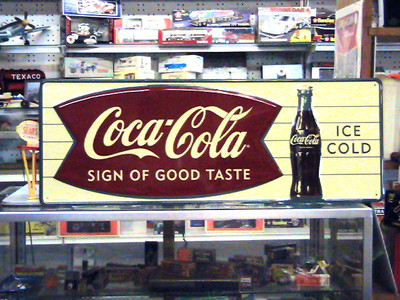 TEXACO
Coca-Cola
SIGN OF GOOD TASTE
Coca-Cola
ICE
COLD